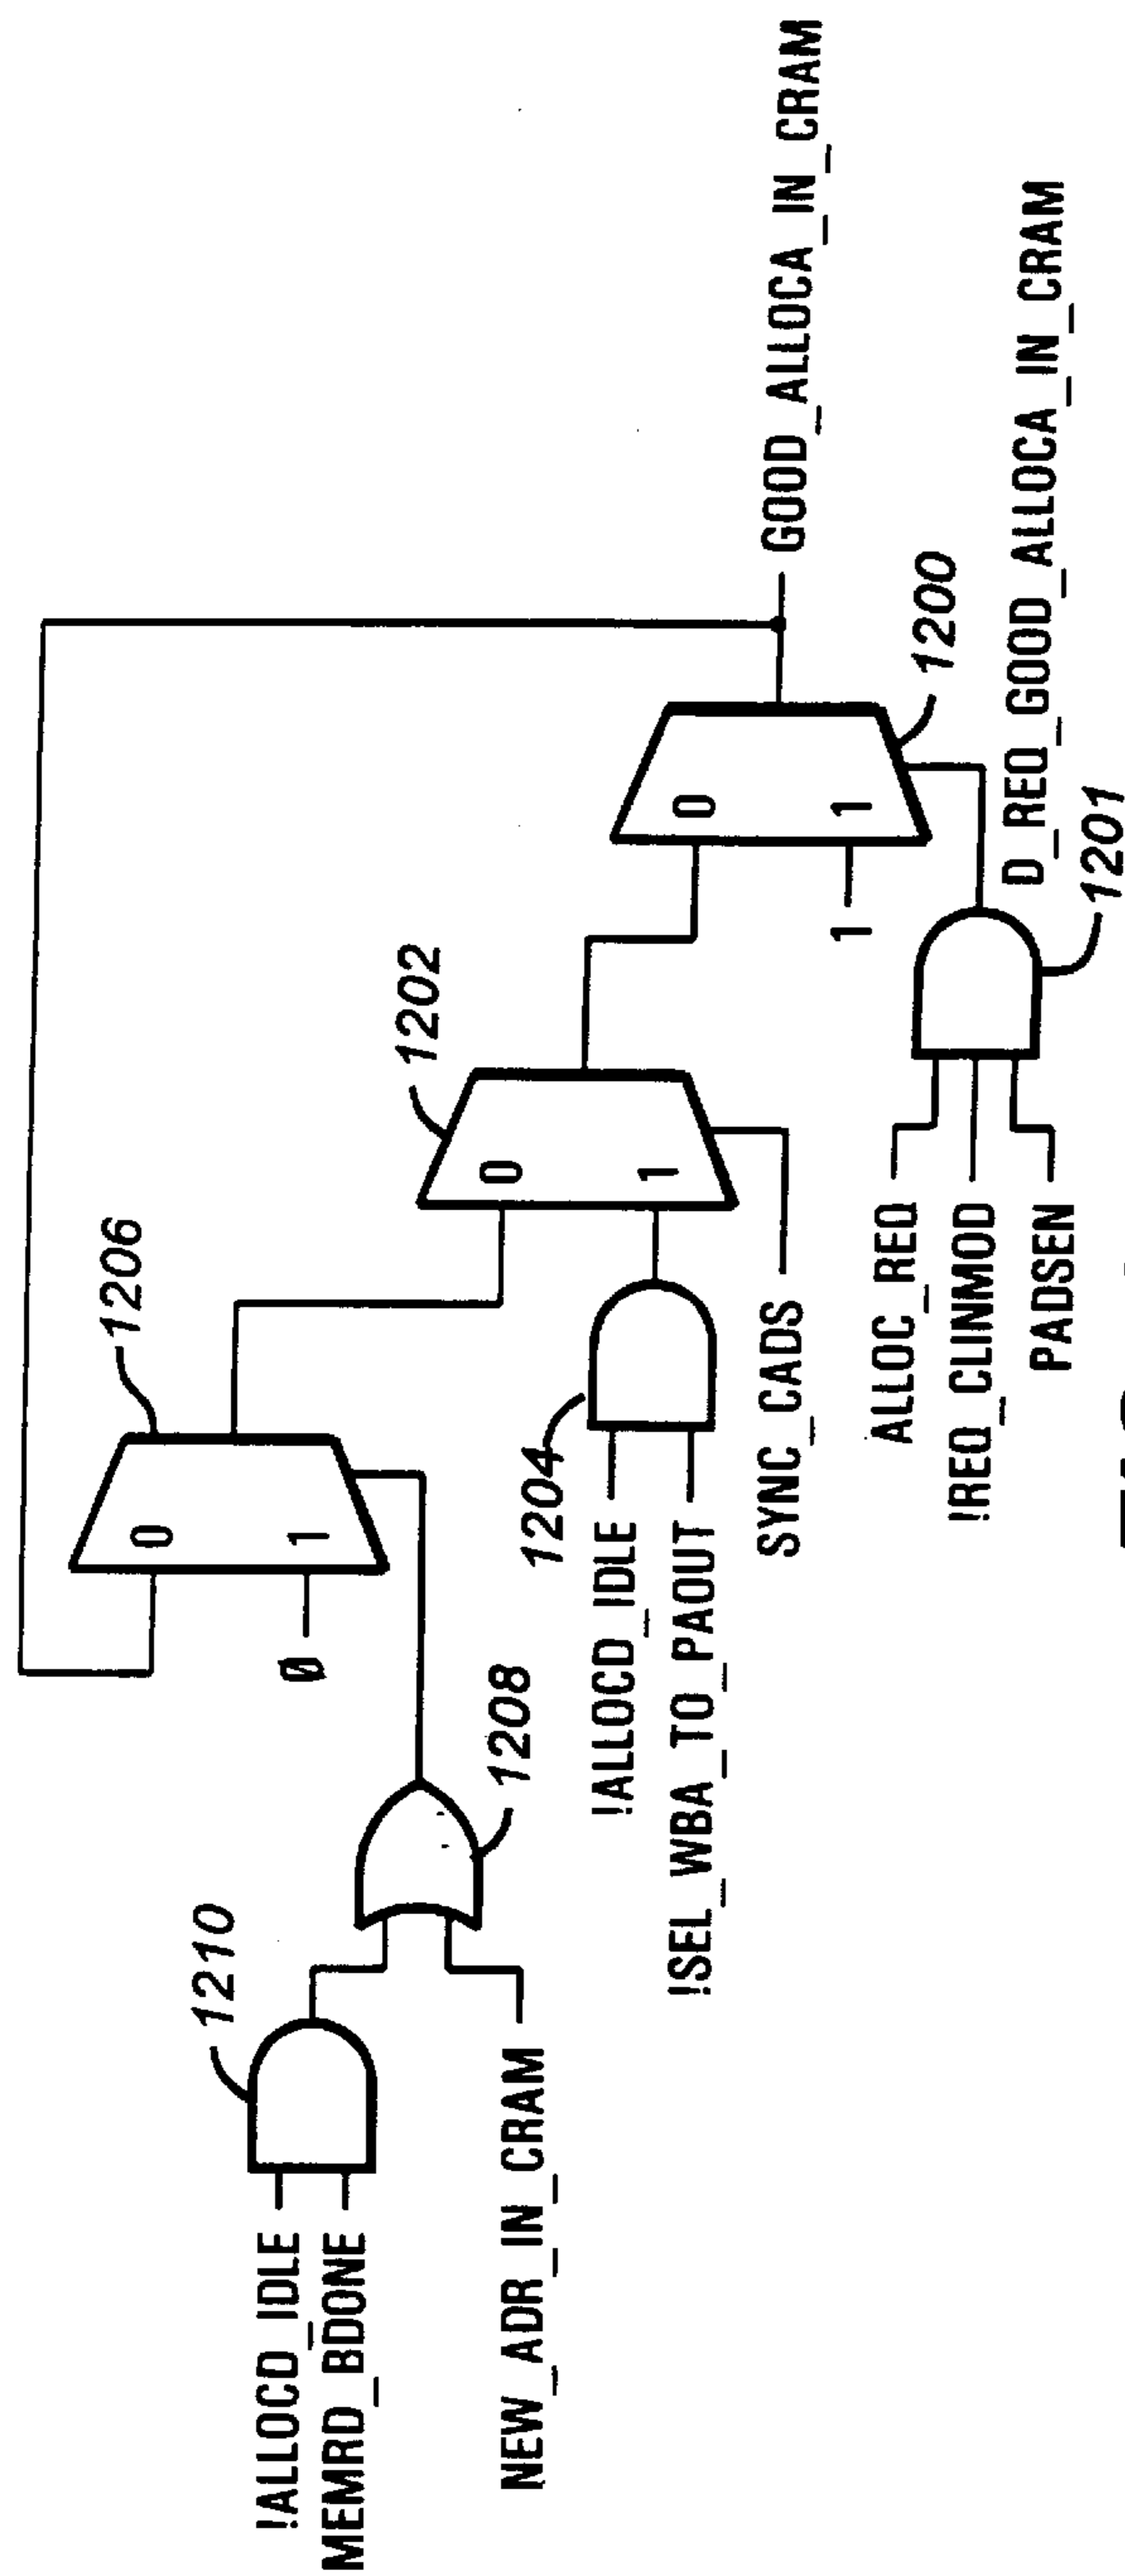 !ALLOCD_IDLE
MEMRD_BDONE
1210
NEW_ADR_IN_CRAM
1208
0
1
Ø
1206
!ALLOCD_IDLE
!SEL_WBA_TO_PAOUT
1204
SYNC_CADS
0
1
1202
ALLOC_REQ
!REQ_CLINMOD
PADSEN
1201
D_REQ_GOOD_ALLOCA_IN_CRAM
1
0
1
1200
GOOD_ALLOCA_IN_CRAM